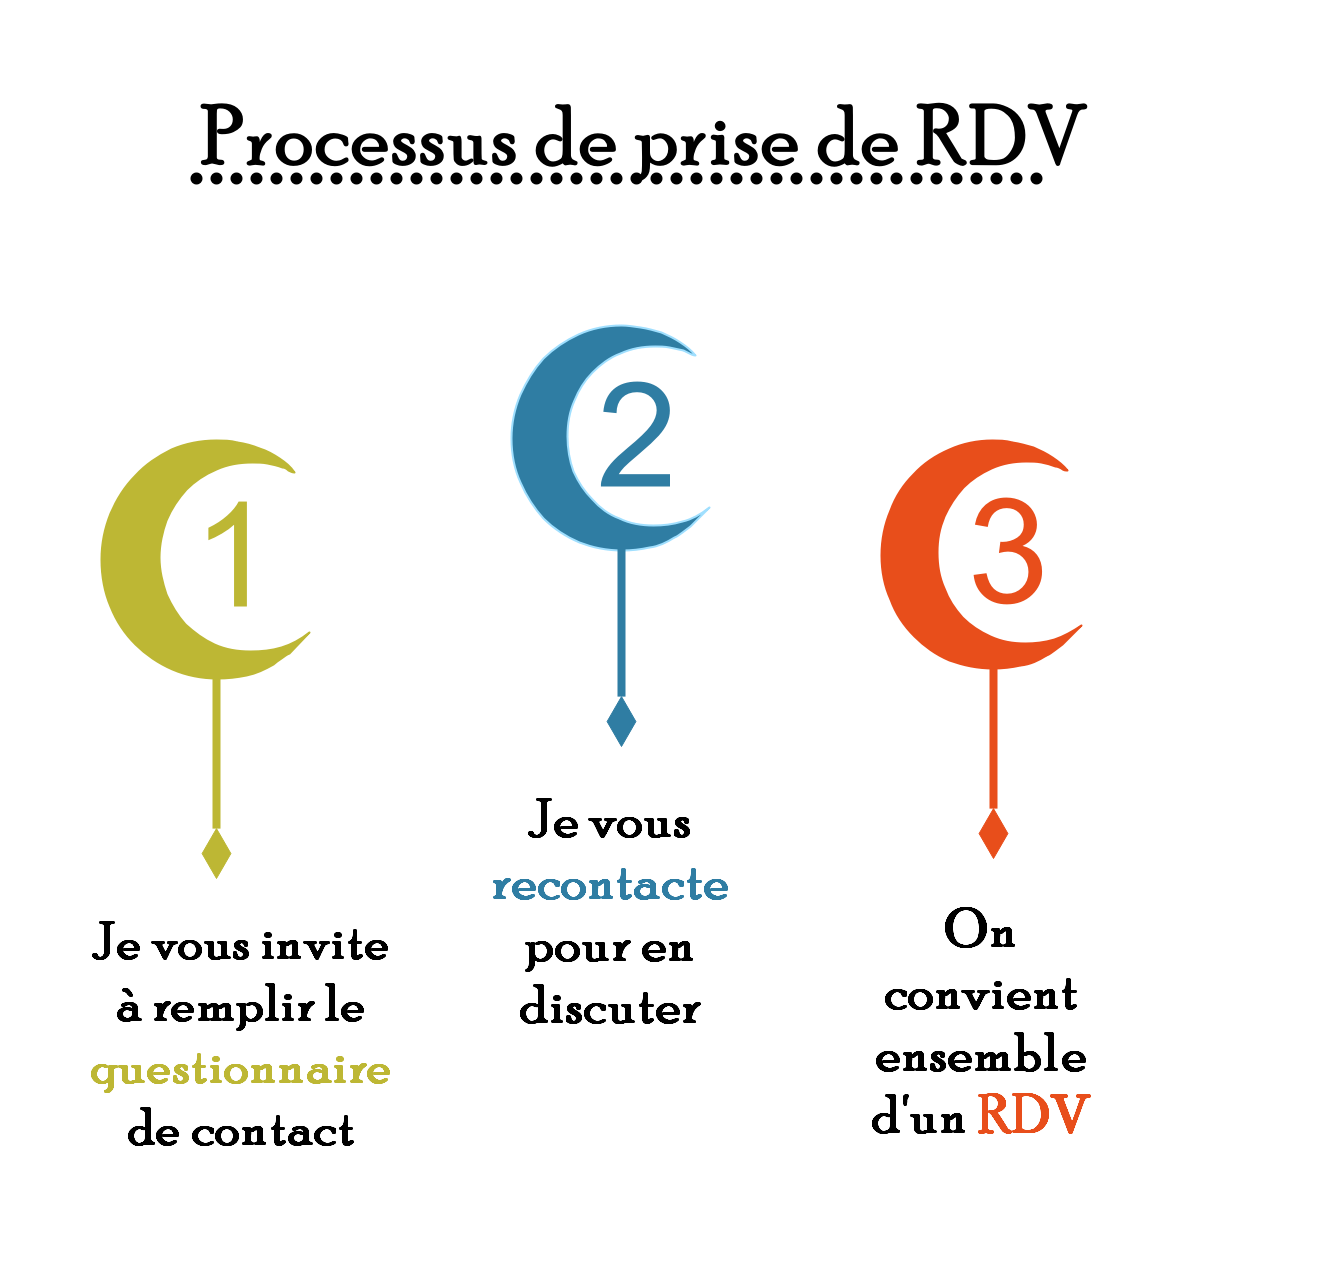 Processus de prise de RDV
1
Je vous invite
à remplir le
questionnaire
de contact
2
Je vous
recontacte
pour en
discuter
3
On
convient
ensemble
d'un RDV